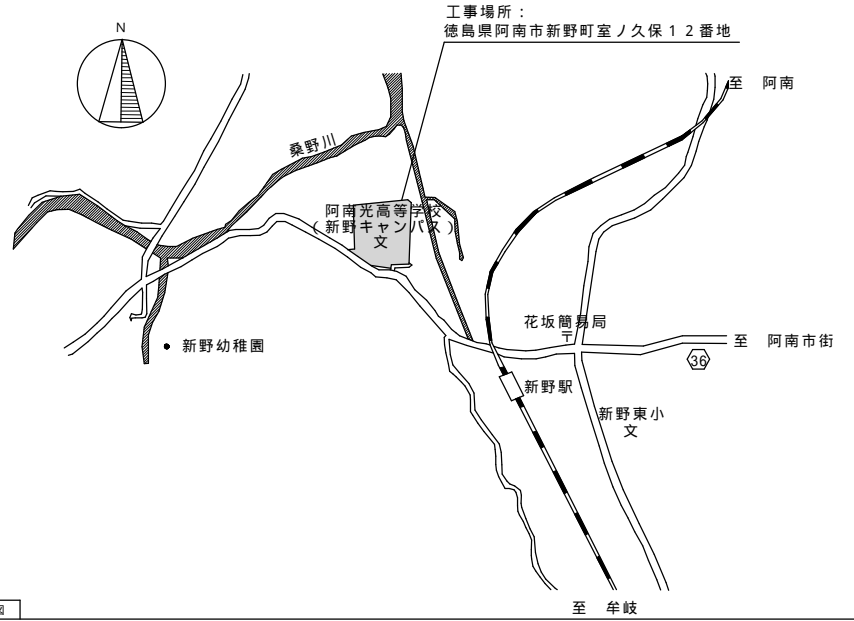 工事場所：
徳島県阿南市新野町室ノ久保１２番地
N
至　阿南
桑野川
阿南光高等学校
（新野キャンパス）
文
花坂簡易局
〒
至　阿南市街
36
新野幼稚園
新野駅
新野東小
文
至　牟岐
図